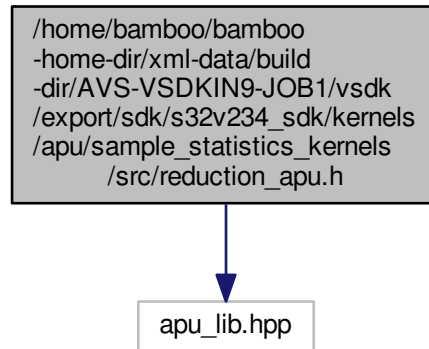 /home/bamboo/bamboo
-home-dir/xml-data/build
-dir/AVS-VSDKIN9-JOB1/vsdk
/export/sdk/s32v234_sdk/kernels
/apu/sample_statistics_kernels
/src/reduction_apu.h
apu_lib.hpp